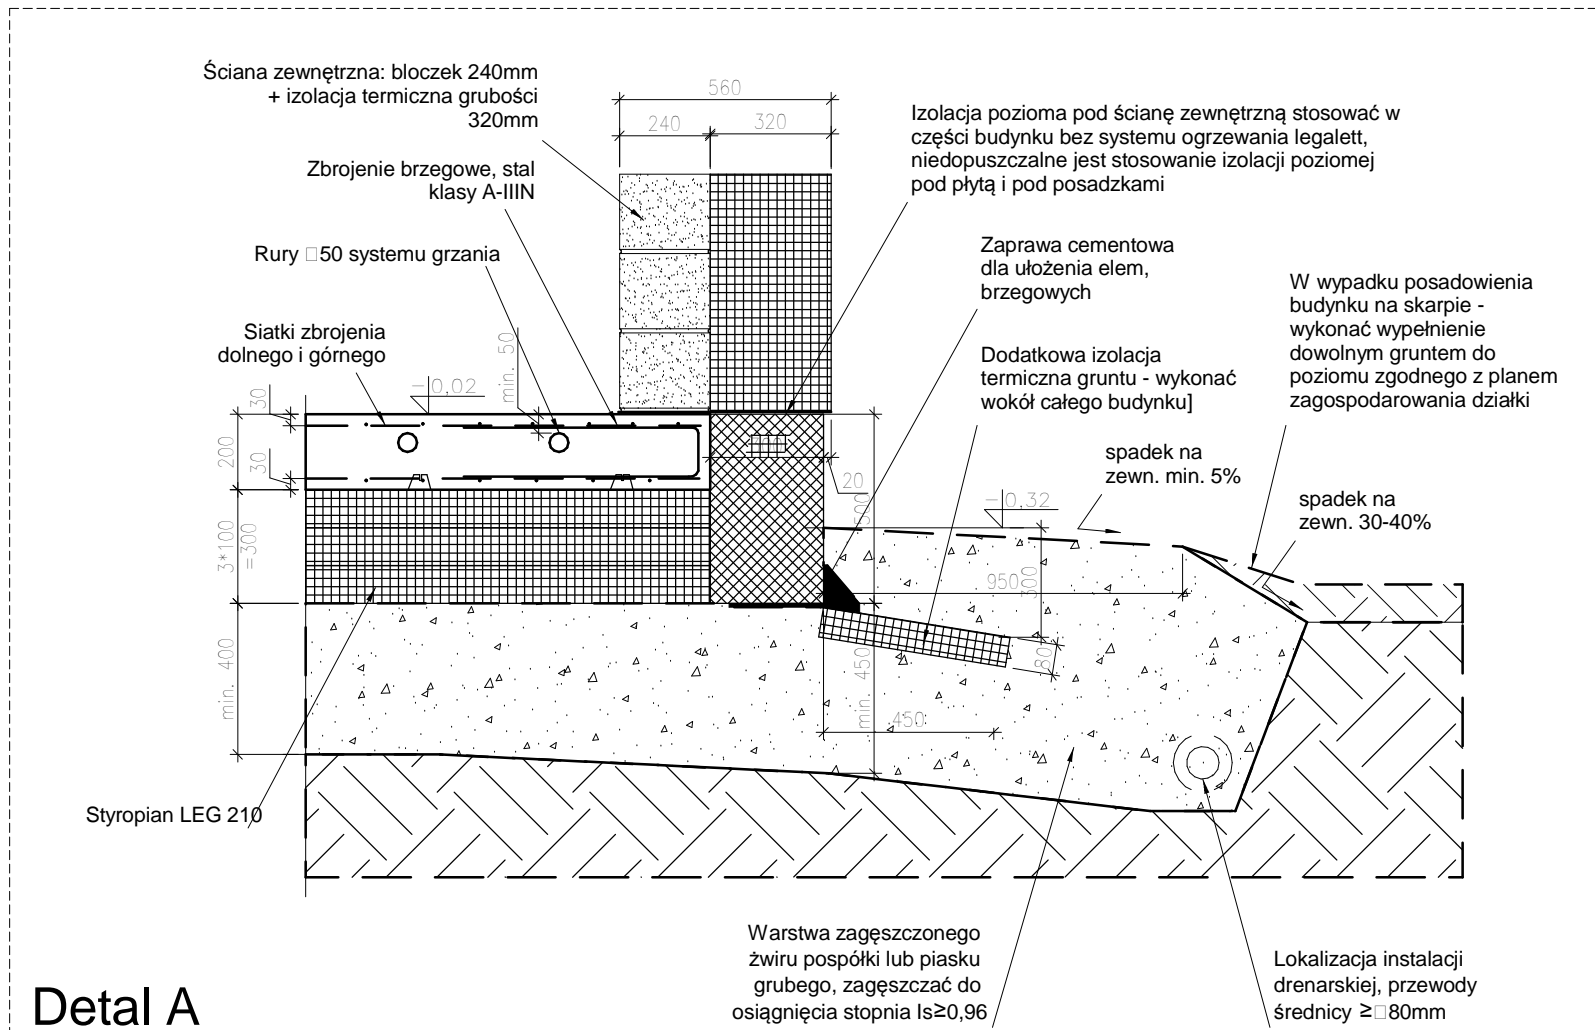 Ściana zewnętrzna: bloczek 240mm
+ izolacja termiczna grubości
320mm
560
240
320
Izolacja pozioma pod ścianę zewnętrzną stosować w
części budynku bez systemu ogrzewania legalett,
niedopuszczalne jest stosowanie izolacji poziomej
pod płytą i pod posadzkami
Zbrojenie brzegowe, stal
klasy A-IIIN
Rury □50 systemu grzania
Zaprawa cementowa
dla ułożenia elem,
brzegowych
W wypadku posadowienia
budynku na skarpie -
wykonać wypełnienie
dowolnym gruntem do
poziomu zgodnego z planem
zagospodarowania działki
Siatki zbrojenia
dolnego i górnego
min. 50
Dodatkowa izolacja
termiczna gruntu - wykonać
wokół całego budynku]
-0,02
30
200
30
20
spadek na
zewn. min. 5%
-0,32
spadek na
zewn. 30-40%
3*100
=300
950
300
80
min. 400
min. 450
450
Styropian LEG 210
Warstwa zagęszczonego
żwiru pospółki lub piasku
grubego, zagęszczać do
osiągnięcia stopnia Is≥0,96
Lokalizacja instalacji
drenarskiej, przewody
średnicy ≥□80mm
Detal A